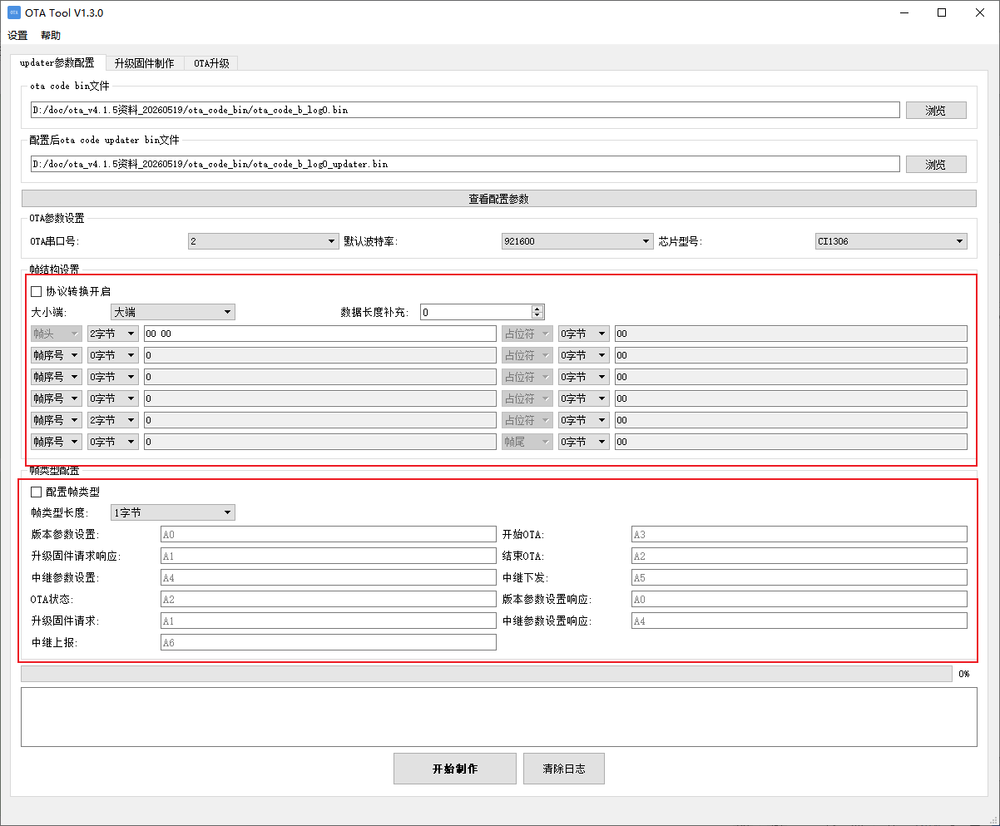 OTA Tool V1.3.0
设置 帮助
updater参数配置 升级固件制作 OTA升级
ota code bin文件
D:/doc/ota_v4.1.5资料_20260519/ota_code_bin/ota_code_b_log0.bin 浏览
配置后ota code updater bin文件
D:/doc/ota_v4.1.5资料_20260519/ota_code_bin/ota_code_b_log0_updater.bin 浏览
查看配置参数
OTA参数设置
OTA串口号: 2 默认波特率: 921600 芯片型号: CI1306
帧结构设置
协议转换开启
大小端: 大端 数据长度补充: 0
帧头 2字节 00 00 占位符 0字节 00
帧序号 0字节 0 占位符 0字节 00
帧序号 0字节 0 占位符 0字节 00
帧序号 0字节 0 占位符 0字节 00
帧序号 2字节 0 占位符 0字节 00
帧序号 0字节 0 帧尾 0字节 00
帧类型配置
配置帧类型
帧类型长度: 1字节
版本参数设置: A0 开始OTA: A3
升级固件请求响应: A1 结束OTA: A2
中继参数设置: A4 中继下发: A5
OTA状态: A2 版本参数设置响应: A0
升级固件请求: A1 中继参数设置响应: A4
中继上报: A6
0%
开始制作 清除日志